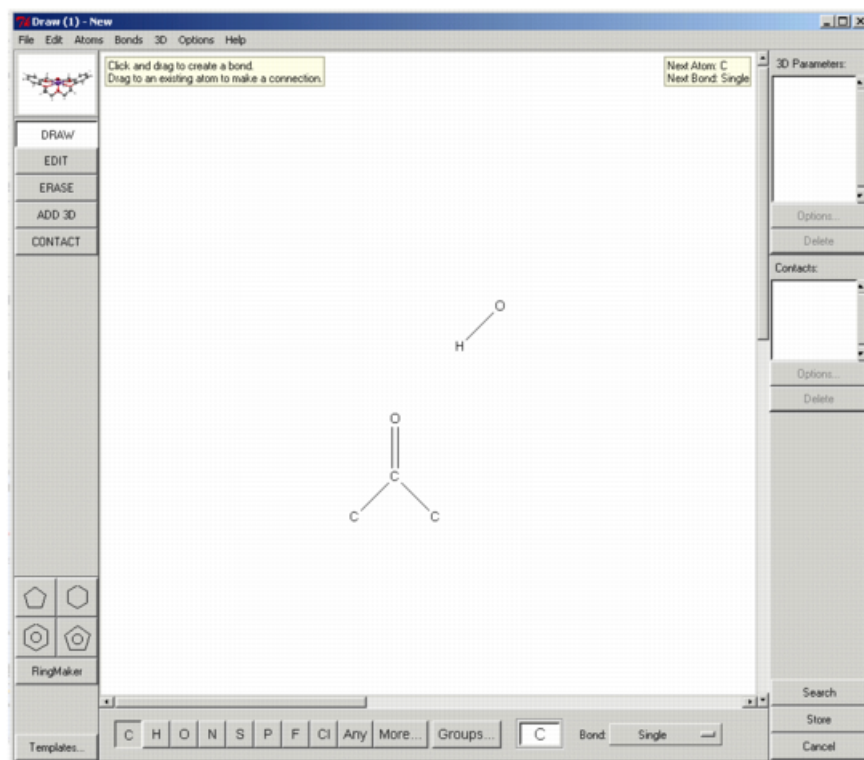 Draw (1) - New
File Edit Atoms Bonds 3D Options Help
Click and drag to create a bond.
Drag to an existing atom to make a connection.
Next Atom: C
Next Bond: Single
3D Parameters:
DRAW
EDIT
ERASE
ADD 3D
CONTACT
Options...
Delete
Contacts:
O
H
Options...
Delete
O
C
C C
RingMaker
Search
Store
Cancel
C H O N S P F Cl Any More... Groups... C Bond: Single
Templates...